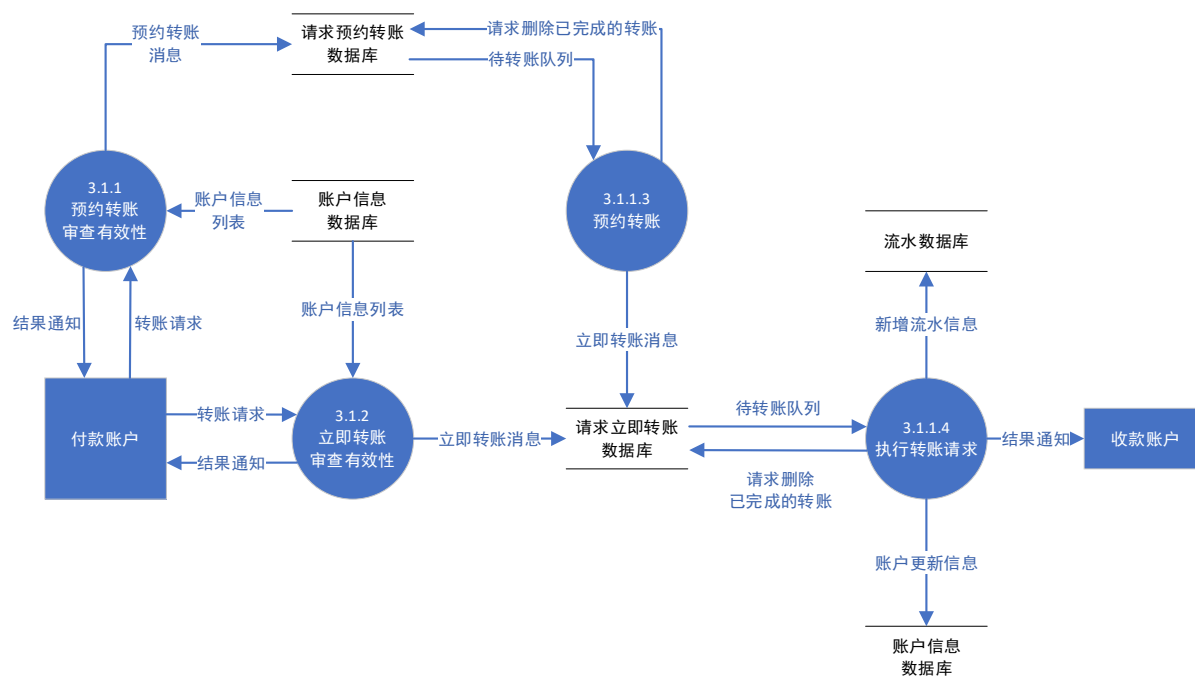 预约转账
消息
请求预约转账
数据库
请求删除已完成的转账
待转账队列
3.1.1
预约转账
审查有效性
账户信息
列表
账户信息
数据库
3.1.1.3
预约转账
流水数据库
结果通知
转账请求
账户信息列表
立即转账消息
新增流水信息
付款账户
转账请求
结果通知
3.1.2
立即转账
审查有效性
立即转账消息
请求立即转账
数据库
待转账队列
请求删除
已完成的转账
3.1.1.4
执行转账请求
结果通知
收款账户
账户更新信息
账户信息
数据库